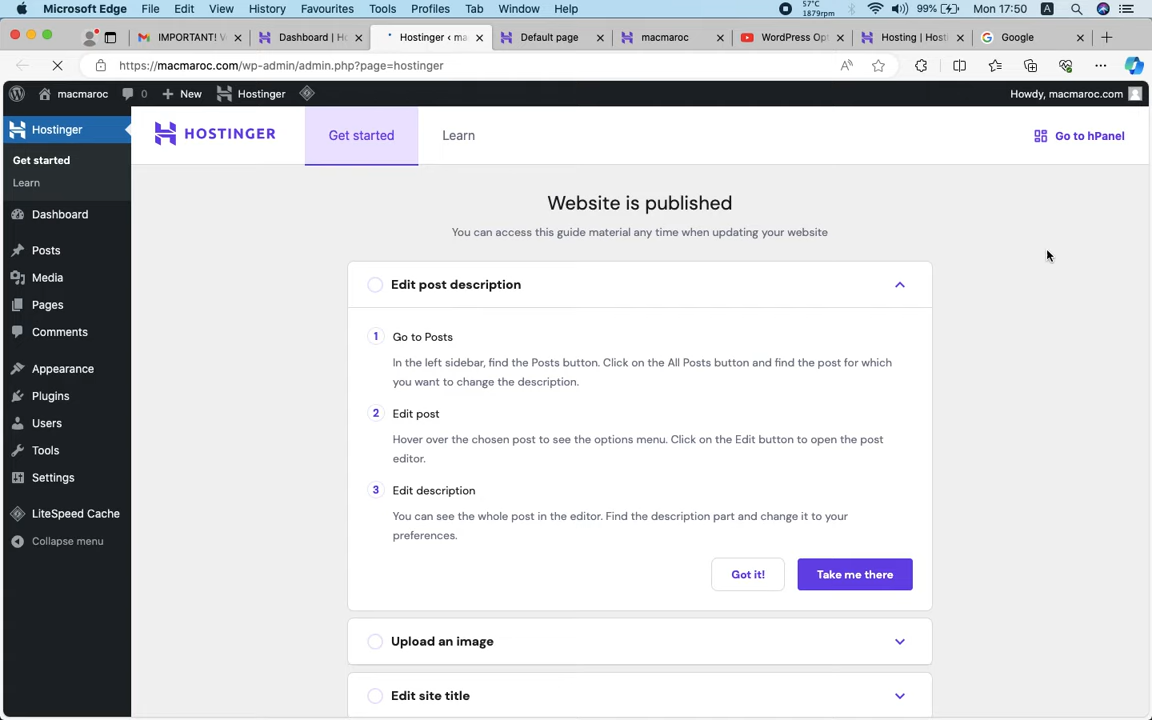 Microsoft Edge File Edit View History Favourites Tools Profiles Tab Window Help 57°C 1879rpm 99% Mon 17:50 A
IMPORTANT! V Dashboard | Ho Hostinger ‹ ma Default page macmaroc WordPress Opt Hosting | Hosti Google
https://macmaroc.com/wp-admin/admin.php?page=hostinger
macmaroc 0 New Hostinger Howdy, macmaroc.com
Hostinger
Get started
Learn
Dashboard
Posts
Media
Pages
Comments
Appearance
Plugins
Users
Tools
Settings
LiteSpeed Cache
Collapse menu
HOSTINGER Get started Learn Go to hPanel
Website is published
You can access this guide material any time when updating your website
Edit post description
1 Go to Posts
In the left sidebar, find the Posts button. Click on the All Posts button and find the post for which
you want to change the description.
2 Edit post
Hover over the chosen post to see the options menu. Click on the Edit button to open the post
editor.
3 Edit description
You can see the whole post in the editor. Find the description part and change it to your
preferences.
Got it! Take me there
Upload an image
Edit site title